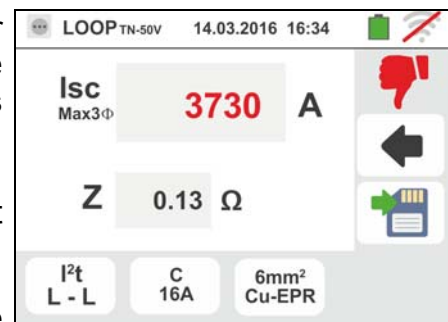 LOOP TN-50V 14.03.2016 16:34
Isc
Max3Φ
3730 A
Z 0.13 Ω
I²t
L - L
C
16A
6mm²
Cu-EPR